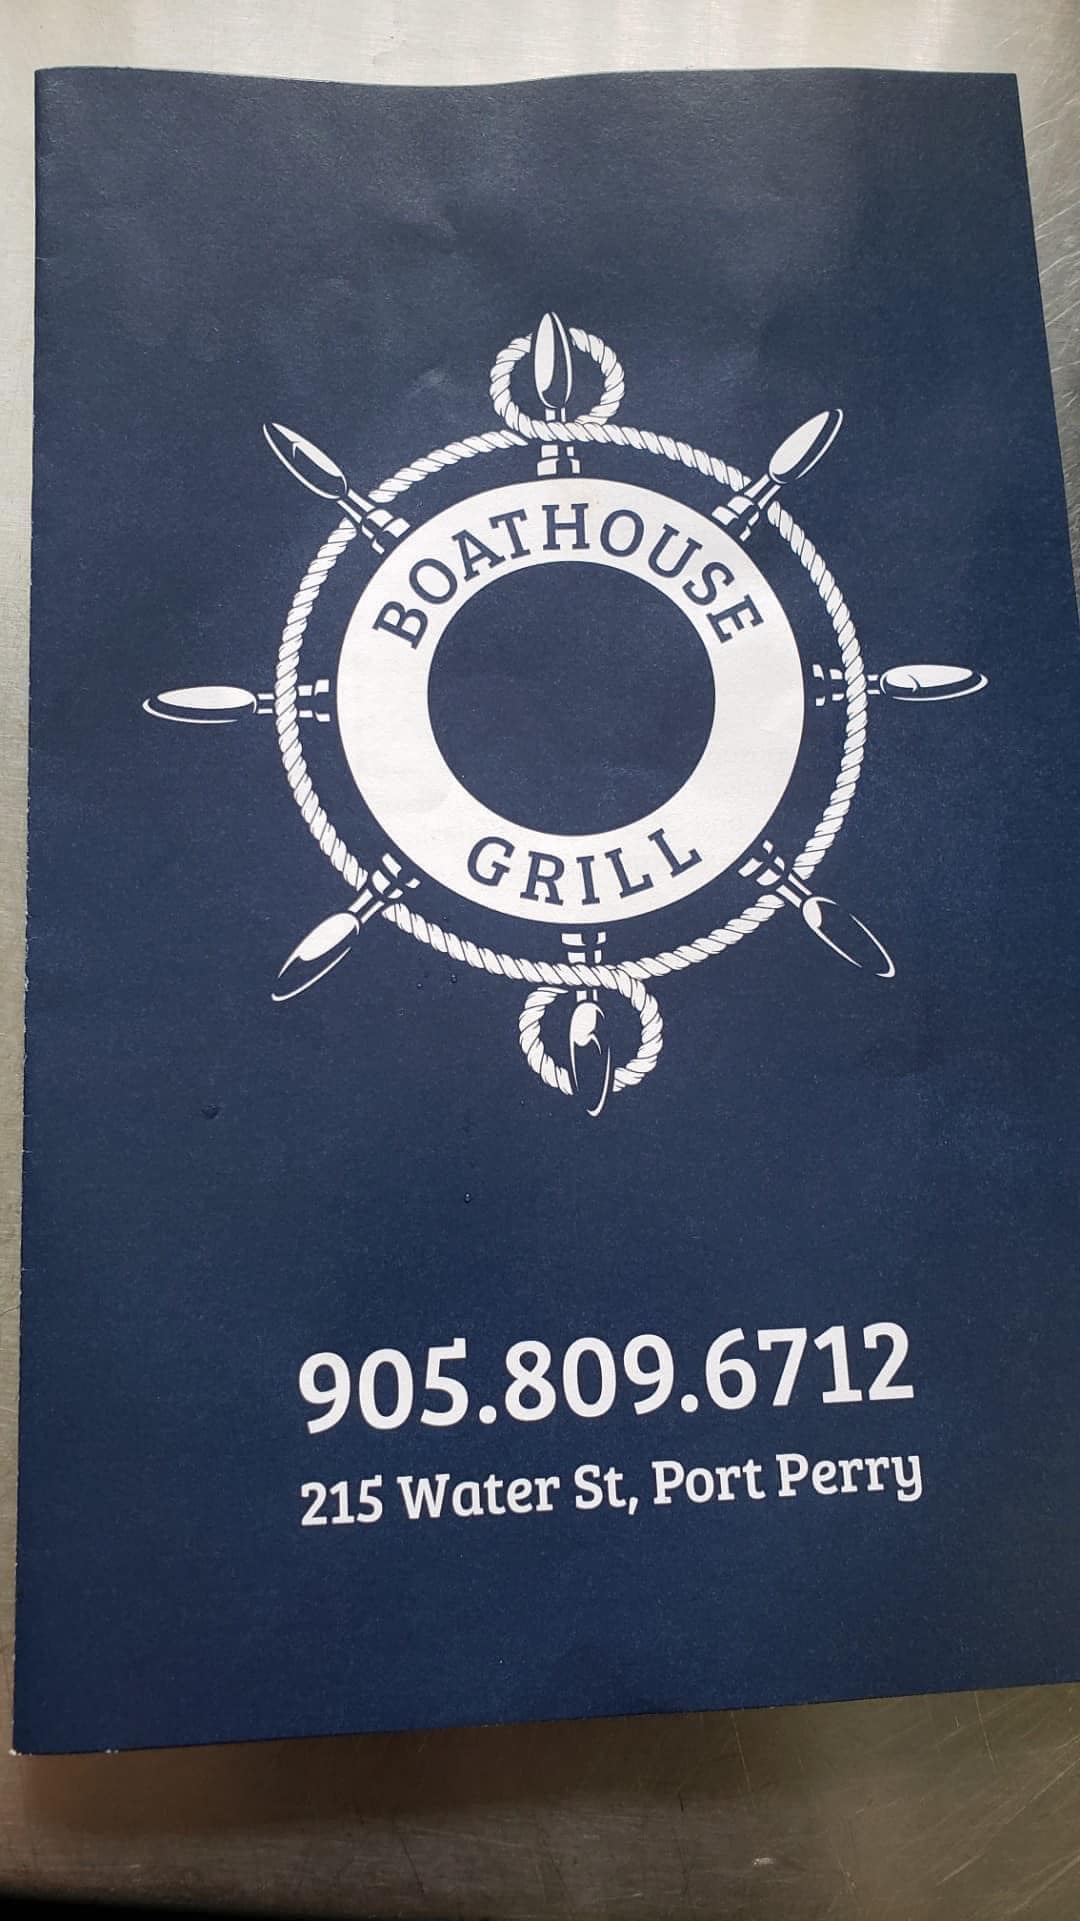 BOATHOUSE
GRILL
905.809.6712
215 Water St, Port Perry